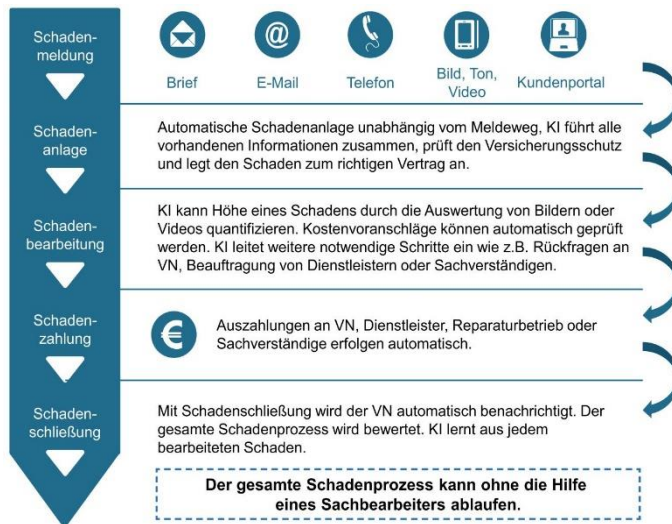 Schaden-
meldung
Brief
E-Mail
Telefon
Bild, Ton,
Video
Kundenportal
Schaden-
anlage
Automatische Schadenanlage unabhängig vom Meldeweg, KI führt alle
vorhandenen Informationen zusammen, prüft den Versicherungsschutz
und legt den Schaden zum richtigen Vertrag an.
Schaden-
bearbeitung
KI kann Höhe eines Schadens durch die Auswertung von Bildern oder
Videos quantifizieren. Kostenvoranschläge können automatisch geprüft
werden. KI leitet weitere notwendige Schritte ein wie z.B. Rückfragen an
VN, Beauftragung von Dienstleistern oder Sachverständigen.
Schaden-
zahlung
€
Auszahlungen an VN, Dienstleister, Reparaturbetrieb oder
Sachverständige erfolgen automatisch.
Schaden-
schließung
Mit Schadenschließung wird der VN automatisch benachrichtigt. Der
gesamte Schadenprozess wird bewertet. KI lernt aus jedem
bearbeiteten Schaden.
Der gesamte Schadenprozess kann ohne die Hilfe
eines Sachbearbeiters ablaufen.